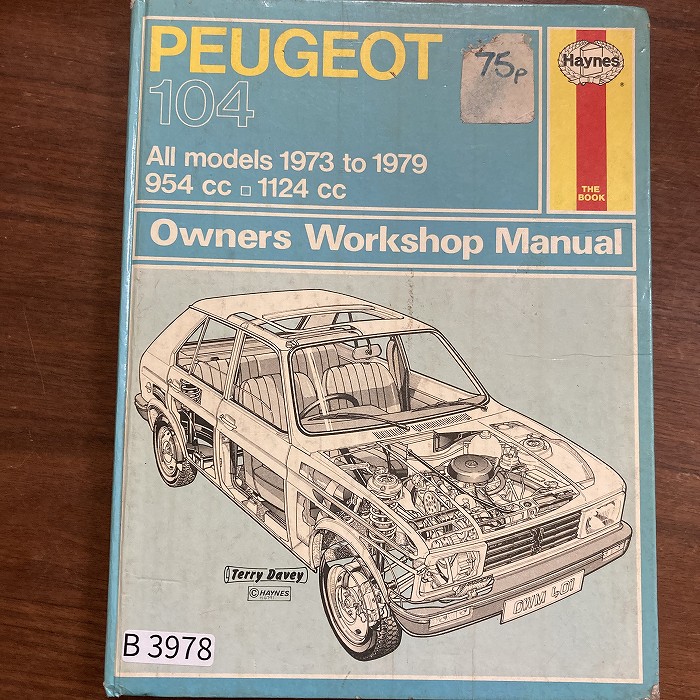 PEUGEOT
104
75p
Haynes
®
All models 1973 to 1979
954 cc □ 1124 cc
THE
BOOK
Owners Workshop Manual
Terry Davey
© HAYNES
DWM 601
B 3978